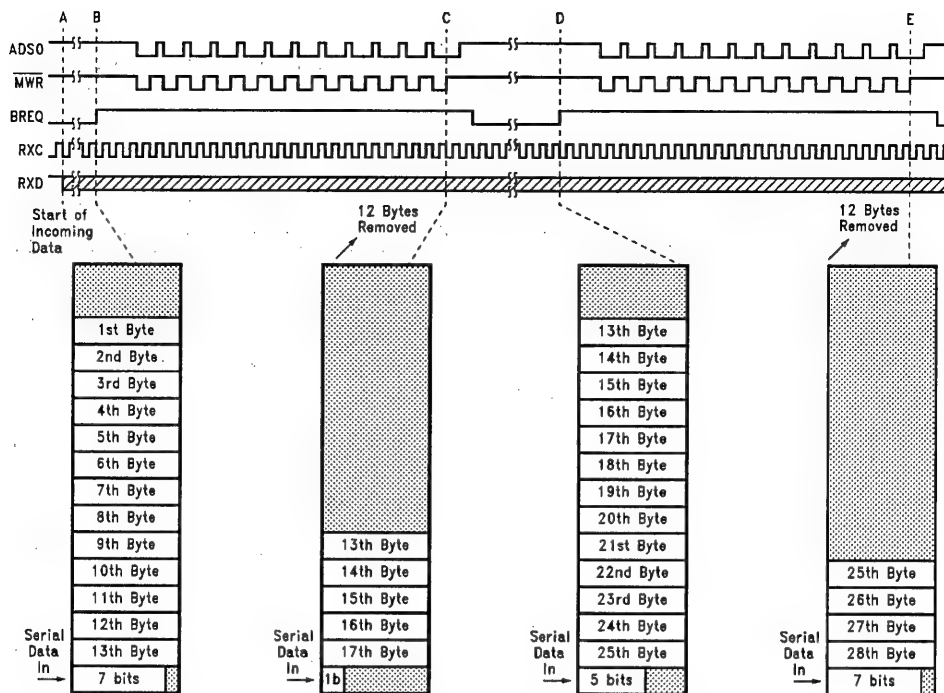 A B C D E
ADS0
MWR
BREQ
RXC
RXD
Start of
Incoming
Data
12 Bytes
Removed
12 Bytes
Removed
1st Byte
2nd Byte
3rd Byte
4th Byte
5th Byte
6th Byte
7th Byte
8th Byte
9th Byte
10th Byte
11th Byte
12th Byte
13th Byte
7 bits
Serial
Data
In
13th Byte
14th Byte
15th Byte
16th Byte
17th Byte
1b
Serial
Data
In
13th Byte
14th Byte
15th Byte
16th Byte
17th Byte
18th Byte
19th Byte
20th Byte
21st Byte
22nd Byte
23rd Byte
24th Byte
25th Byte
5 bits
Serial
Data
In
25th Byte
26th Byte
27th Byte
28th Byte
7 bits
Serial
Data
In